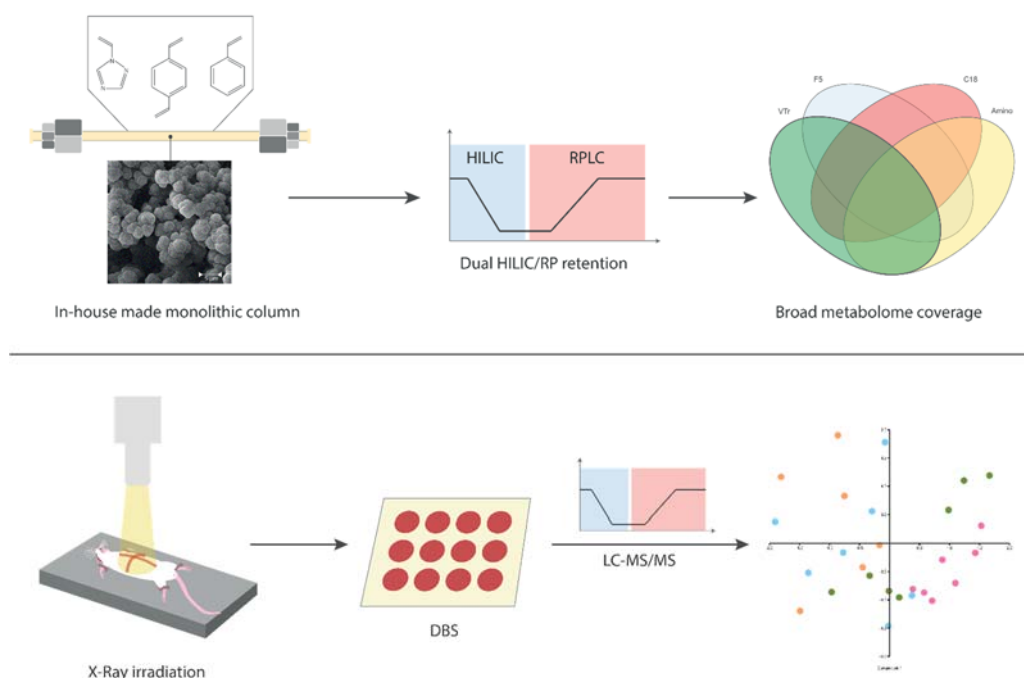 N
N
N
F5
C18
VTr
Amino
HILIC
RPLC
Dual HILIC/RP retention
In-house made monolithic column
Broad metabolome coverage
LC-MS/MS
DBS
X-Ray irradiation